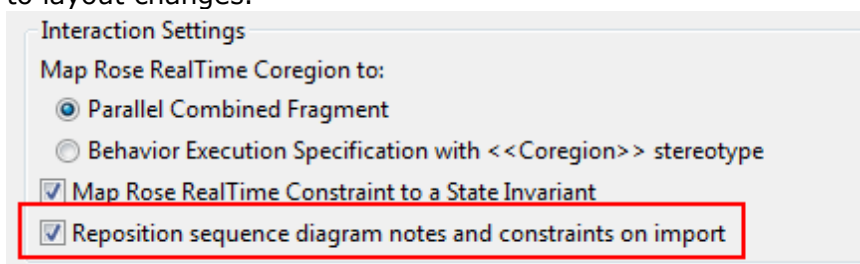 to layout changes.
Interaction Settings
Map Rose RealTime Coregion to:
Parallel Combined Fragment
Behavior Execution Specification with <<Coregion>> stereotype
Map Rose RealTime Constraint to a State Invariant
Reposition sequence diagram notes and constraints on import